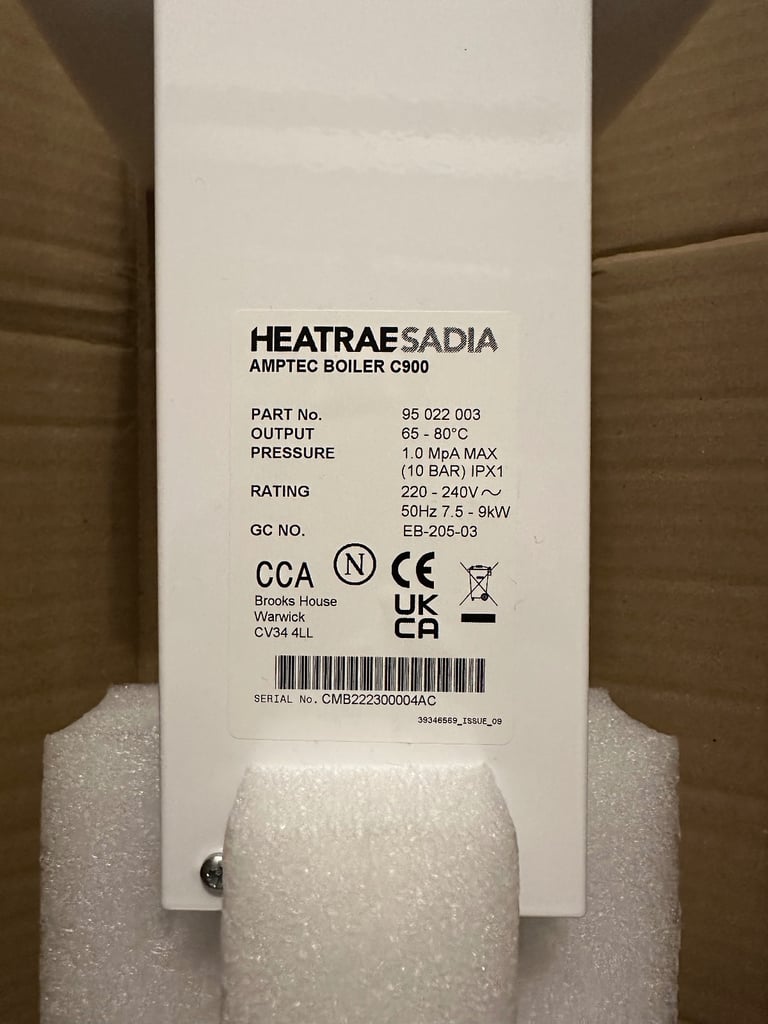 HEATRAE SADIA
AMPTEC BOILER C900
PART No. 95 022 003
OUTPUT 65 - 80°C
PRESSURE 1.0 MpA MAX
(10 BAR) IPX1
RATING 220 - 240V ~
50Hz 7.5 - 9kW
GC NO. EB-205-03
CCA N CE
UK
CA
Brooks House
Warwick
CV34 4LL
SERIAL No. CMB222300004AC
39346569_ISSUE_09